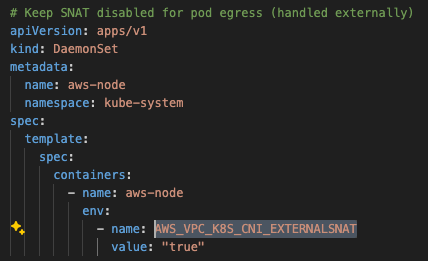 # Keep SNAT disabled for pod egress (handled externally)
apiVersion: apps/v1
kind: DaemonSet
metadata:
  name: aws-node
  namespace: kube-system
spec:
  template:
    spec:
      containers:
        - name: aws-node
          env:
            - name: AWS_VPC_K8S_CNI_EXTERNALSNAT
              value: "true"